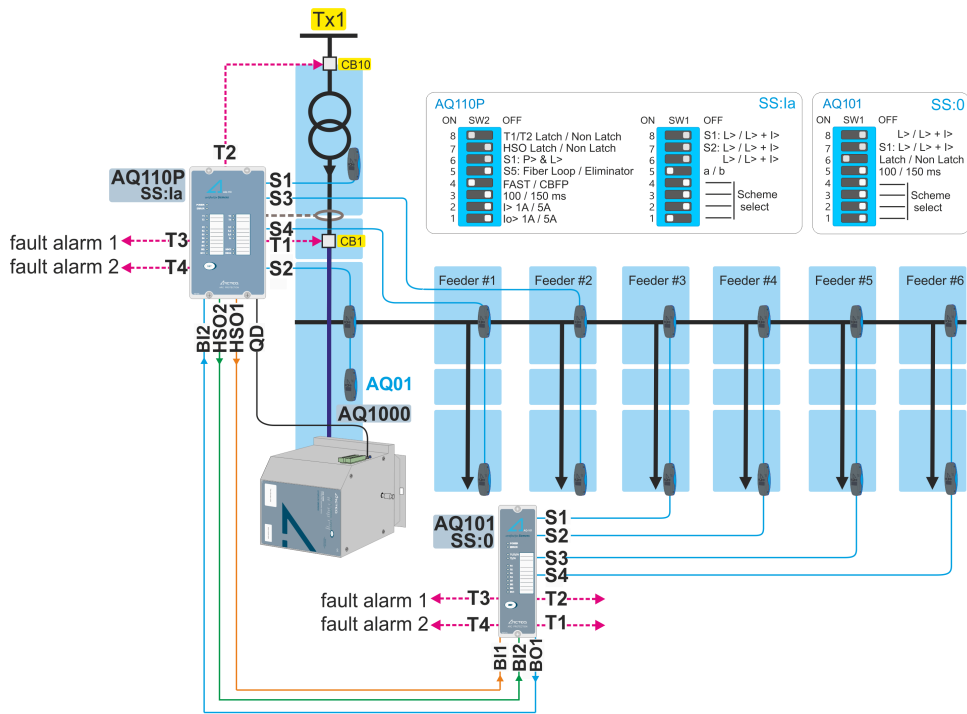 Tx1
CB10
AQ110P SS:Ia
ON SW2 OFF
8 T1/T2 Latch / Non Latch
7 HSO Latch / Non Latch
6 S1: P> & L>
5 S5: Fiber Loop / Eliminator
4 FAST / CBFP
3 100 / 150 ms
2 I> 1A / 5A
1 Io> 1A / 5A
ON SW1 OFF
8 S1: L> / L> + I>
7 S2: L> / L> + I>
6 L> / L> + I>
5 a / b
4
3 Scheme
2 select
1
AQ101 SS:0
ON SW1 OFF
8 L> / L> + I>
7 S1: L> / L> + I>
6 Latch / Non Latch
5 100 / 150 ms
4
3 Scheme
2 select
1
T2
AQ110P
SS:Ia
S1
S3
S4
fault alarm 1 T3 T1 CB1
fault alarm 2 T4 S2
BI2
HSO2
HSO1
QD
Feeder #1
Feeder #2
Feeder #3
Feeder #4
Feeder #5
Feeder #6
AQ01
AQ1000
AQ101
SS:0
S1
S2
S3
S4
fault alarm 1 T3 T2
fault alarm 2 T4 T1
BI1
BI2
BO1